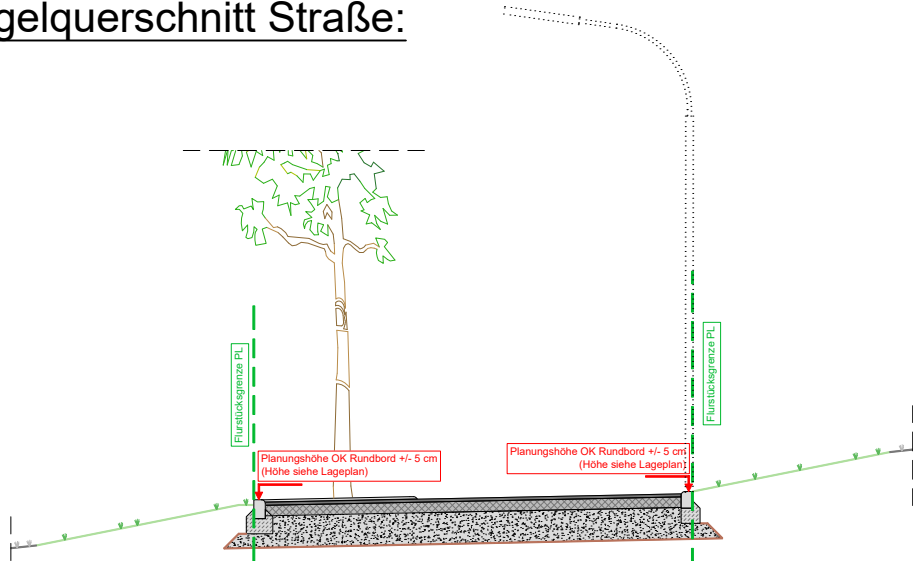 gelquerschnitt Straße:
Flurstücksgrenze PL
Flurstücksgrenze PL
Planungshöhe OK Rundbord +/- 5 cm
(Höhe siehe Lageplan)
Planungshöhe OK Rundbord +/- 5 cm
(Höhe siehe Lageplan)